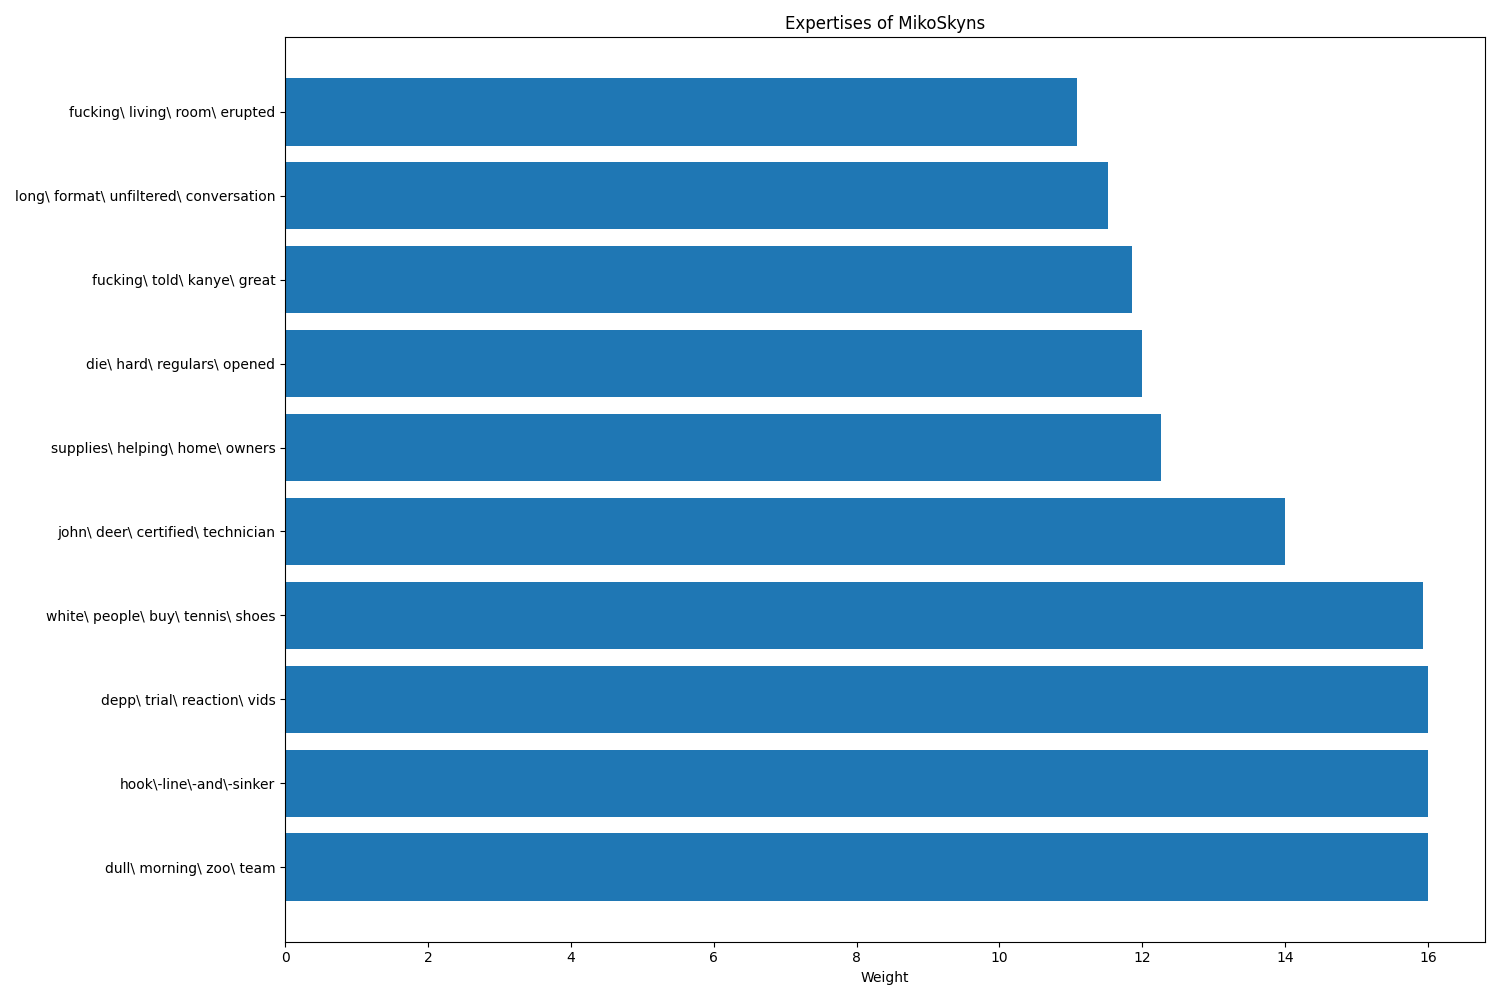 Expertises of MikoSkyns
fucking\ living\ room\ erupted
long\ format\ unfiltered\ conversation
fucking\ told\ kanye\ great
die\ hard\ regulars\ opened
supplies\ helping\ home\ owners
john\ deer\ certified\ technician
white\ people\ buy\ tennis\ shoes
depp\ trial\ reaction\ vids
hook\-line\-and\-sinker
dull\ morning\ zoo\ team
0 2 4 6 8 10 12 14 16
Weight